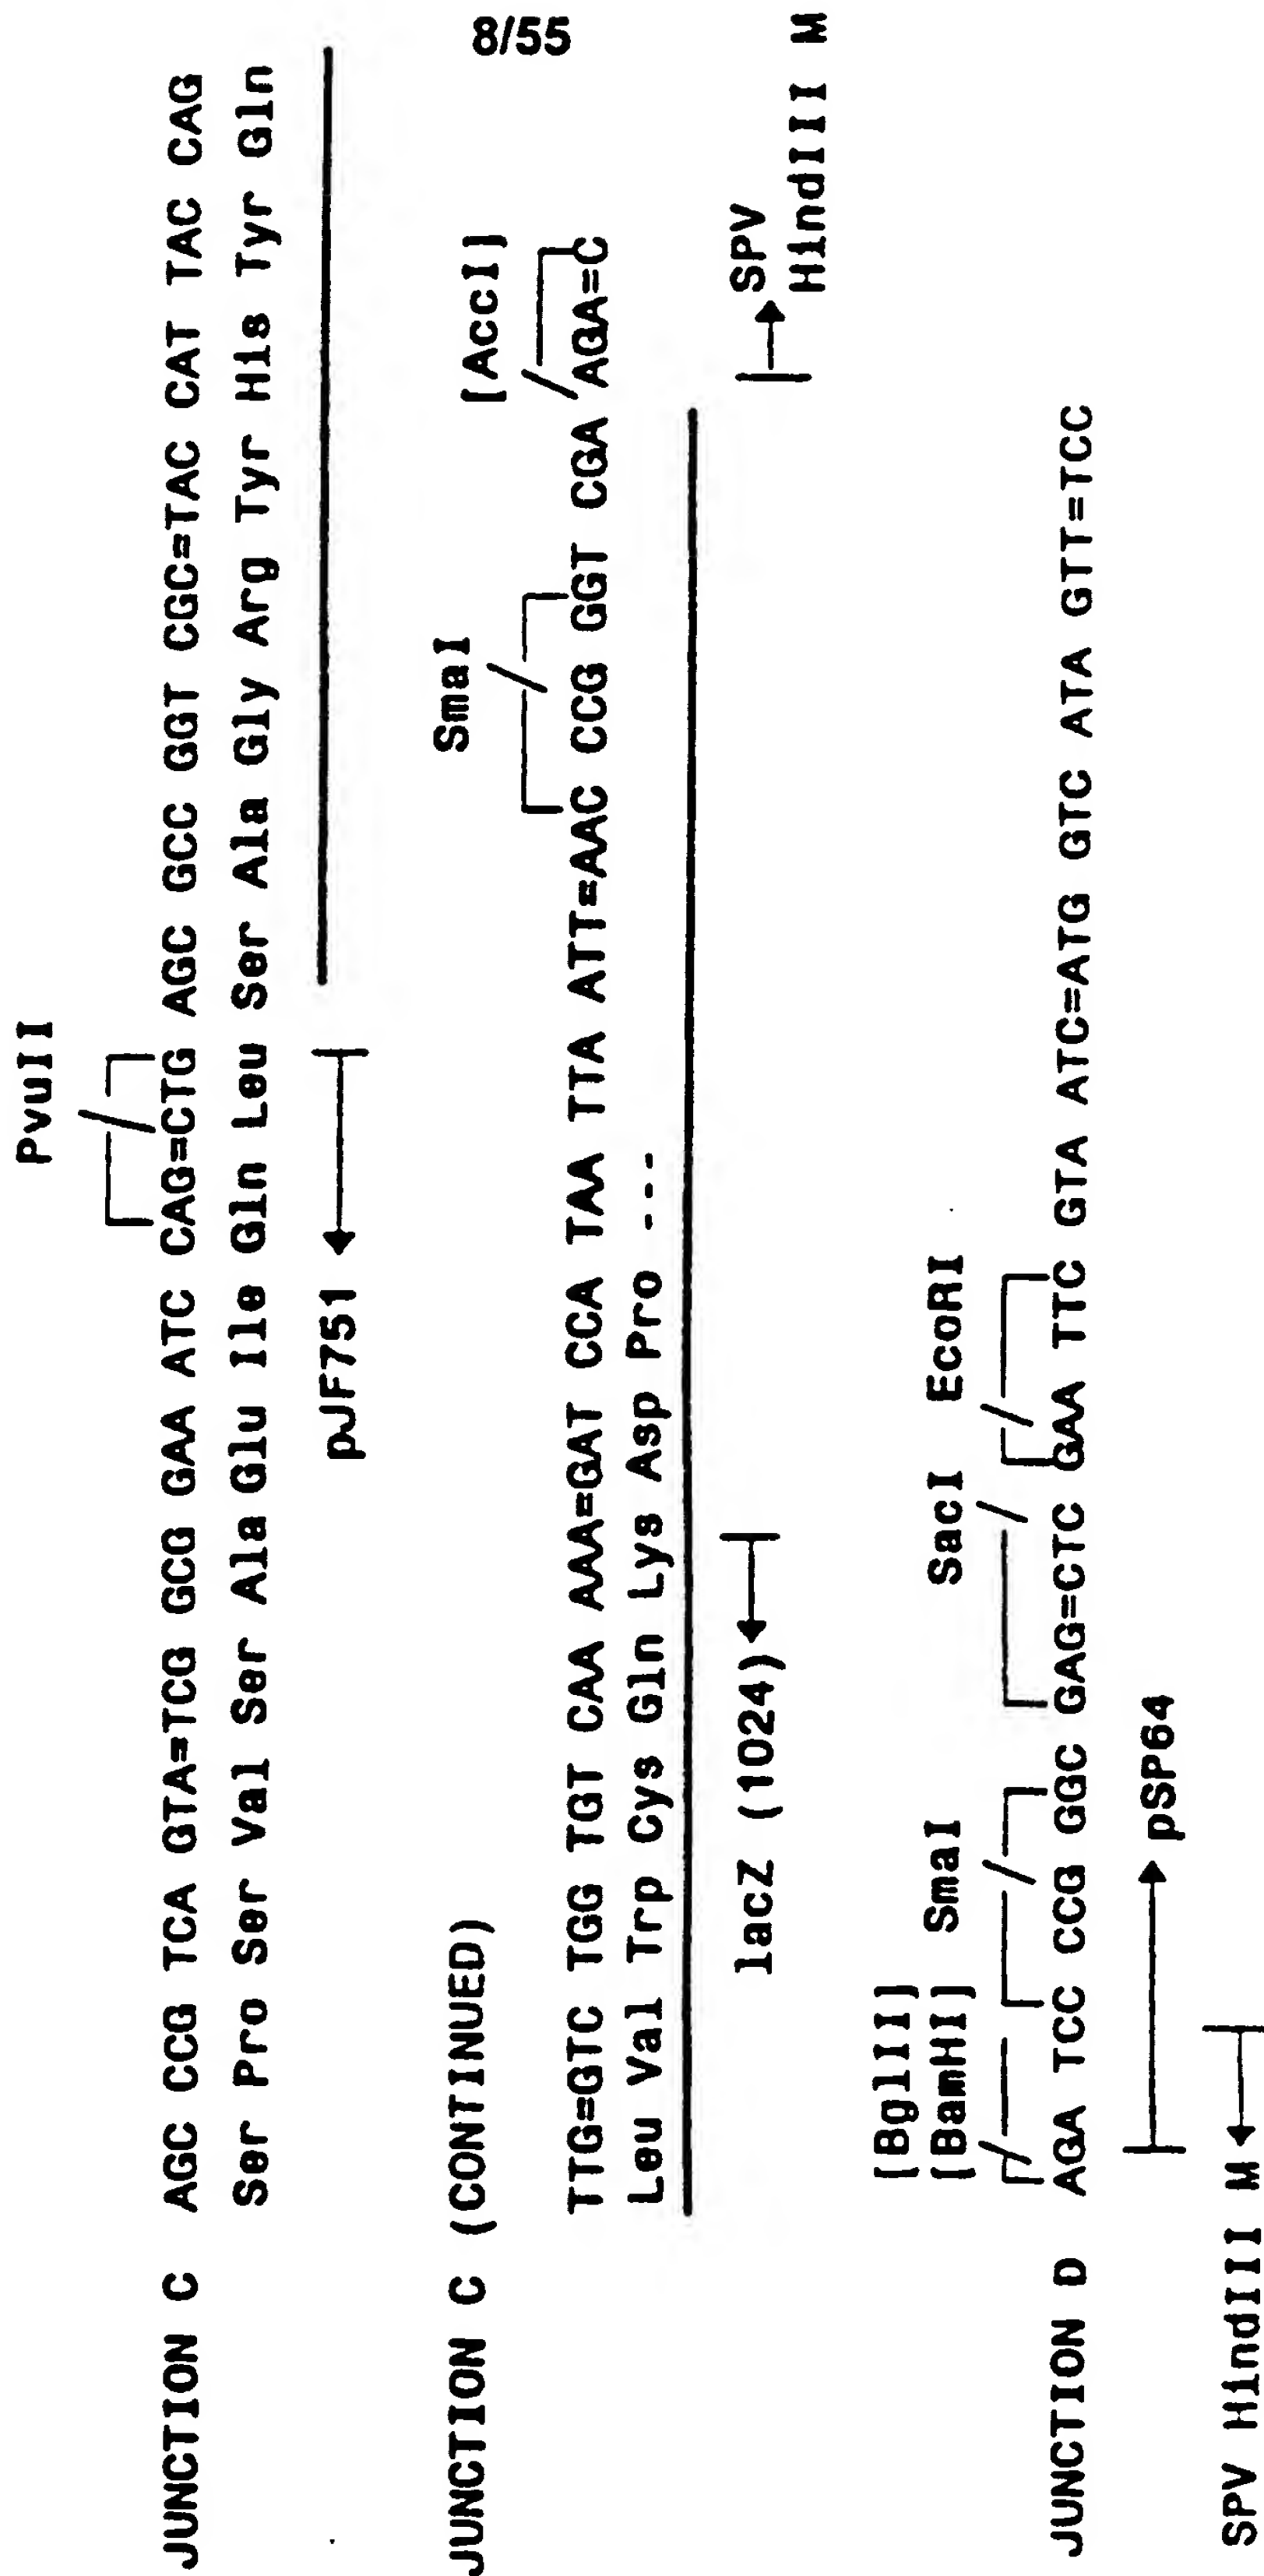 8/55
PvuII
JUNCTION C AGC CCG TCA GTA=TCG GCG GAA ATC CAG=CTG AGC GCC GGT CGC=TAC CAT TAC CAG
Ser Pro Ser Val Ser Ala Glu Ile Gln Leu Ser Ala Gly Arg Tyr His Tyr Gln
pJF751
JUNCTION C (CONTINUED)
SmaI [AccI]
TTG=GTC TGG TGT CAA AAA=GAT CCA TAA TTA ATT=AAC CCG GGT CGA AGA=C
Leu Val Trp Cys Gln Lys Asp Pro ---
lacZ (1024)
SPV
HindIII M
[BglII]
[BamHI] SmaI SacI EcoRI
JUNCTION D AGA TCC CCG GGC GAG=CTC GAA TTC GTA ATC=ATG GTC ATA GTT=TCC
pSP64
SPV HindIII M